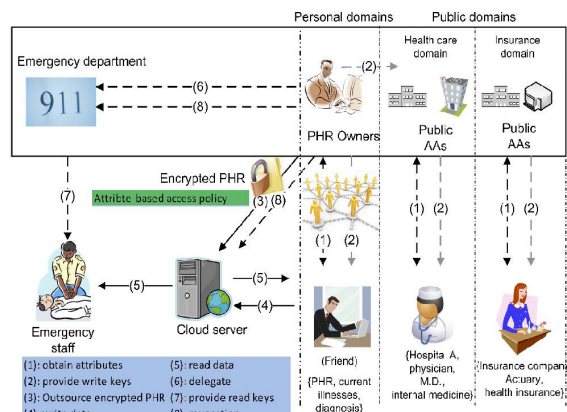 Personal domains
Public domains
Emergency department
911
(6)
(8)
(2)
PHR Owners
Health care
domain
Public
AAs
Insurance
domain
Public
AAs
Encrypted PHR
Attribte-based access policy
(3)
(8)
(7)
(5)
(5)
(4)
(1)
(2)
(1)
(2)
(1)
(2)
Emergency
staff
Cloud server
(Friend)
{PHR, current
illnesses,
diagnosis}
{Hospital A,
physician,
M.D.,
internal medicine}
{Insurance company,
Actuary,
health insurance}
(1): obtain attributes
(2): provide write keys
(3): Outsource encrypted PHR
(5): read data
(6): delegate
(7): provide read keys